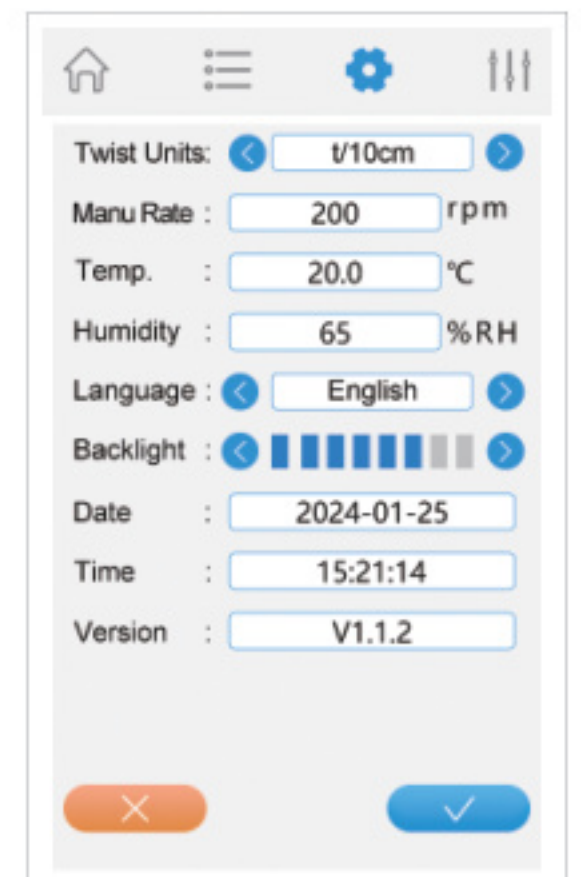 Twist Units: t/10cm
Manu Rate : 200 rpm
Temp. : 20.0 ℃
Humidity : 65 %RH
Language : English
Backlight :
Date : 2024-01-25
Time : 15:21:14
Version : V1.1.2